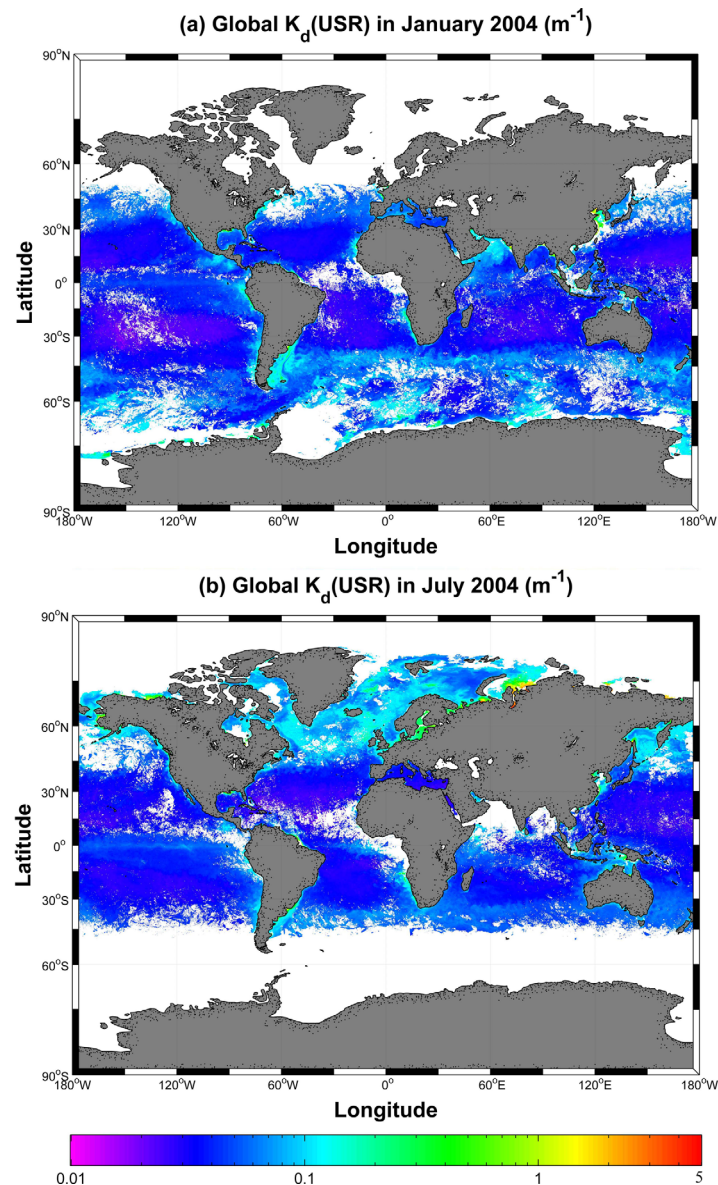 (a) Global K_d(USR) in January 2004 (m^-1)
90°N
60°N
30°N
0°
30°S
60°S
90°S
Latitude
180°W 120°W 60°W 0° 60°E 120°E 180°W
Longitude
(b) Global K_d(USR) in July 2004 (m^-1)
90°N
60°N
30°N
0°
30°S
60°S
90°S
Latitude
180°W 120°W 60°W 0° 60°E 120°E 180°W
Longitude
0.01 0.1 1 5